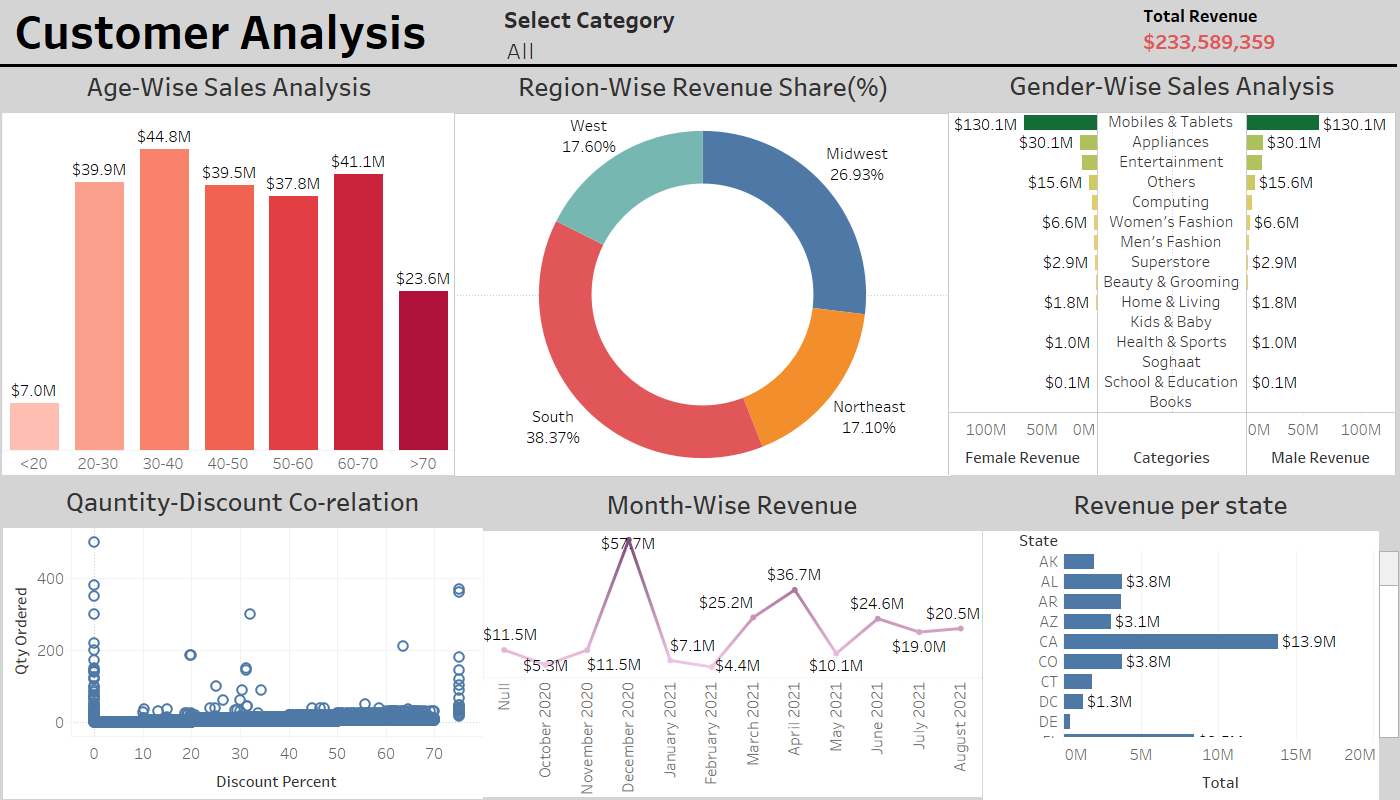 Customer Analysis
Select Category
All
Total Revenue
$233,589,359
Age-Wise Sales Analysis
$7.0M
$39.9M
$44.8M
$39.5M
$37.8M
$41.1M
$23.6M
<20 20-30 30-40 40-50 50-60 60-70 >70
Region-Wise Revenue Share(%)
West
17.60%
Midwest
26.93%
South
38.37%
Northeast
17.10%
Gender-Wise Sales Analysis
$130.1M Mobiles & Tablets $130.1M
$30.1M Appliances $30.1M
Entertainment
$15.6M Others $15.6M
Computing
$6.6M Women's Fashion $6.6M
Men's Fashion
$2.9M Superstore $2.9M
Beauty & Grooming
$1.8M Home & Living $1.8M
Kids & Baby
$1.0M Health & Sports $1.0M
Soghaat
$0.1M School & Education $0.1M
Books
100M 50M 0M 0M 50M 100M
Female Revenue Categories Male Revenue
Qauntity-Discount Co-relation
Qty Ordered
400
200
0
0 10 20 30 40 50 60 70
Discount Percent
Month-Wise Revenue
$11.5M
$5.3M
$11.5M
$57.7M
$7.1M
$4.4M
$25.2M
$36.7M
$10.1M
$24.6M
$19.0M
$20.5M
Null
October 2020
November 2020
December 2020
January 2021
February 2021
March 2021
April 2021
May 2021
June 2021
July 2021
August 2021
Revenue per state
State
AK
AL $3.8M
AR
AZ $3.1M
CA $13.9M
CO $3.8M
CT
DC $1.3M
DE
0M 5M 10M 15M 20M
Total